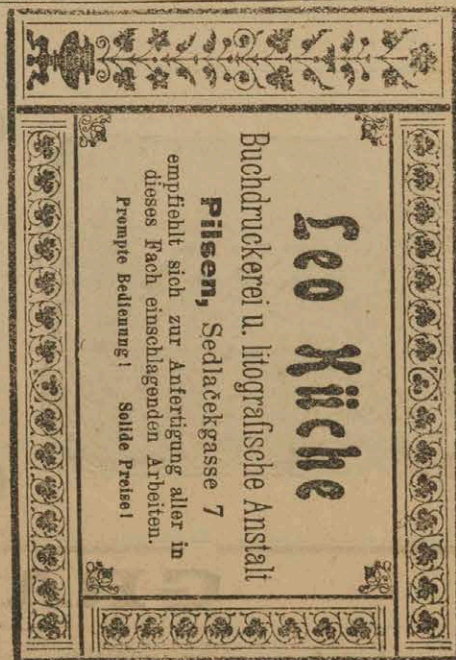 Leo Küche
Buchdruckerei u. litografische Anstalt
Pilsen, Sedlačekgasse 7
empfiehlt sich zur Anfertigung aller in
dieses Fach einschlagenden Arbeiten.
Prompte Bedienung! Solide Preise!